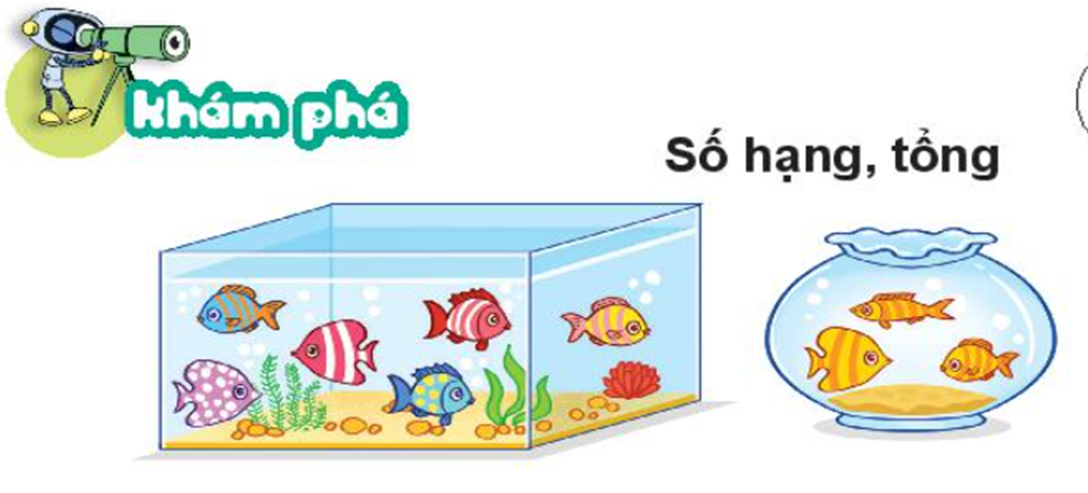 khám phá
Số hạng, tổng